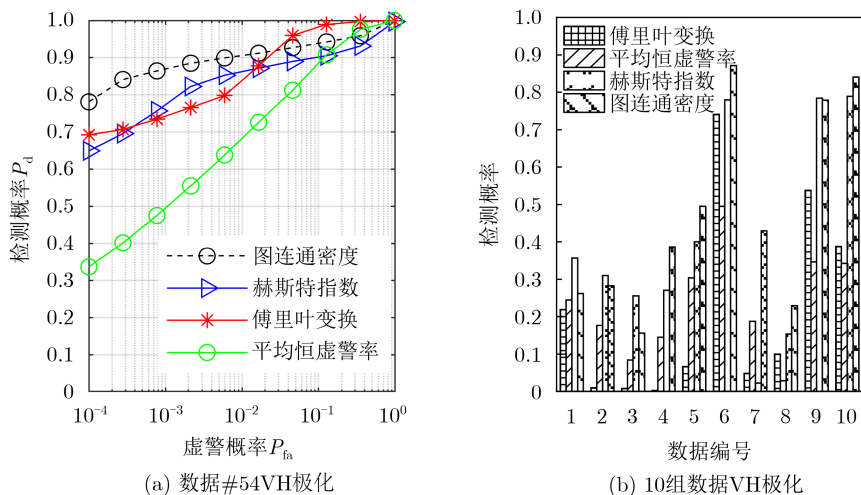 1.0
0.9
0.8
0.7
0.6
0.5
0.4
0.3
0.2
0.1
0
检测概率P_d
图连通密度
赫斯特指数
傅里叶变换
平均恒虚警率
10^-4 10^-3 10^-2 10^-1 10^0
虚警概率P_fa
(a) 数据#54VH极化
1.0
0.9
0.8
0.7
0.6
0.5
0.4
0.3
0.2
0.1
0
检测概率
傅里叶变换
平均恒虚警率
赫斯特指数
图连通密度
1 2 3 4 5 6 7 8 9 10
数据编号
(b) 10组数据VH极化